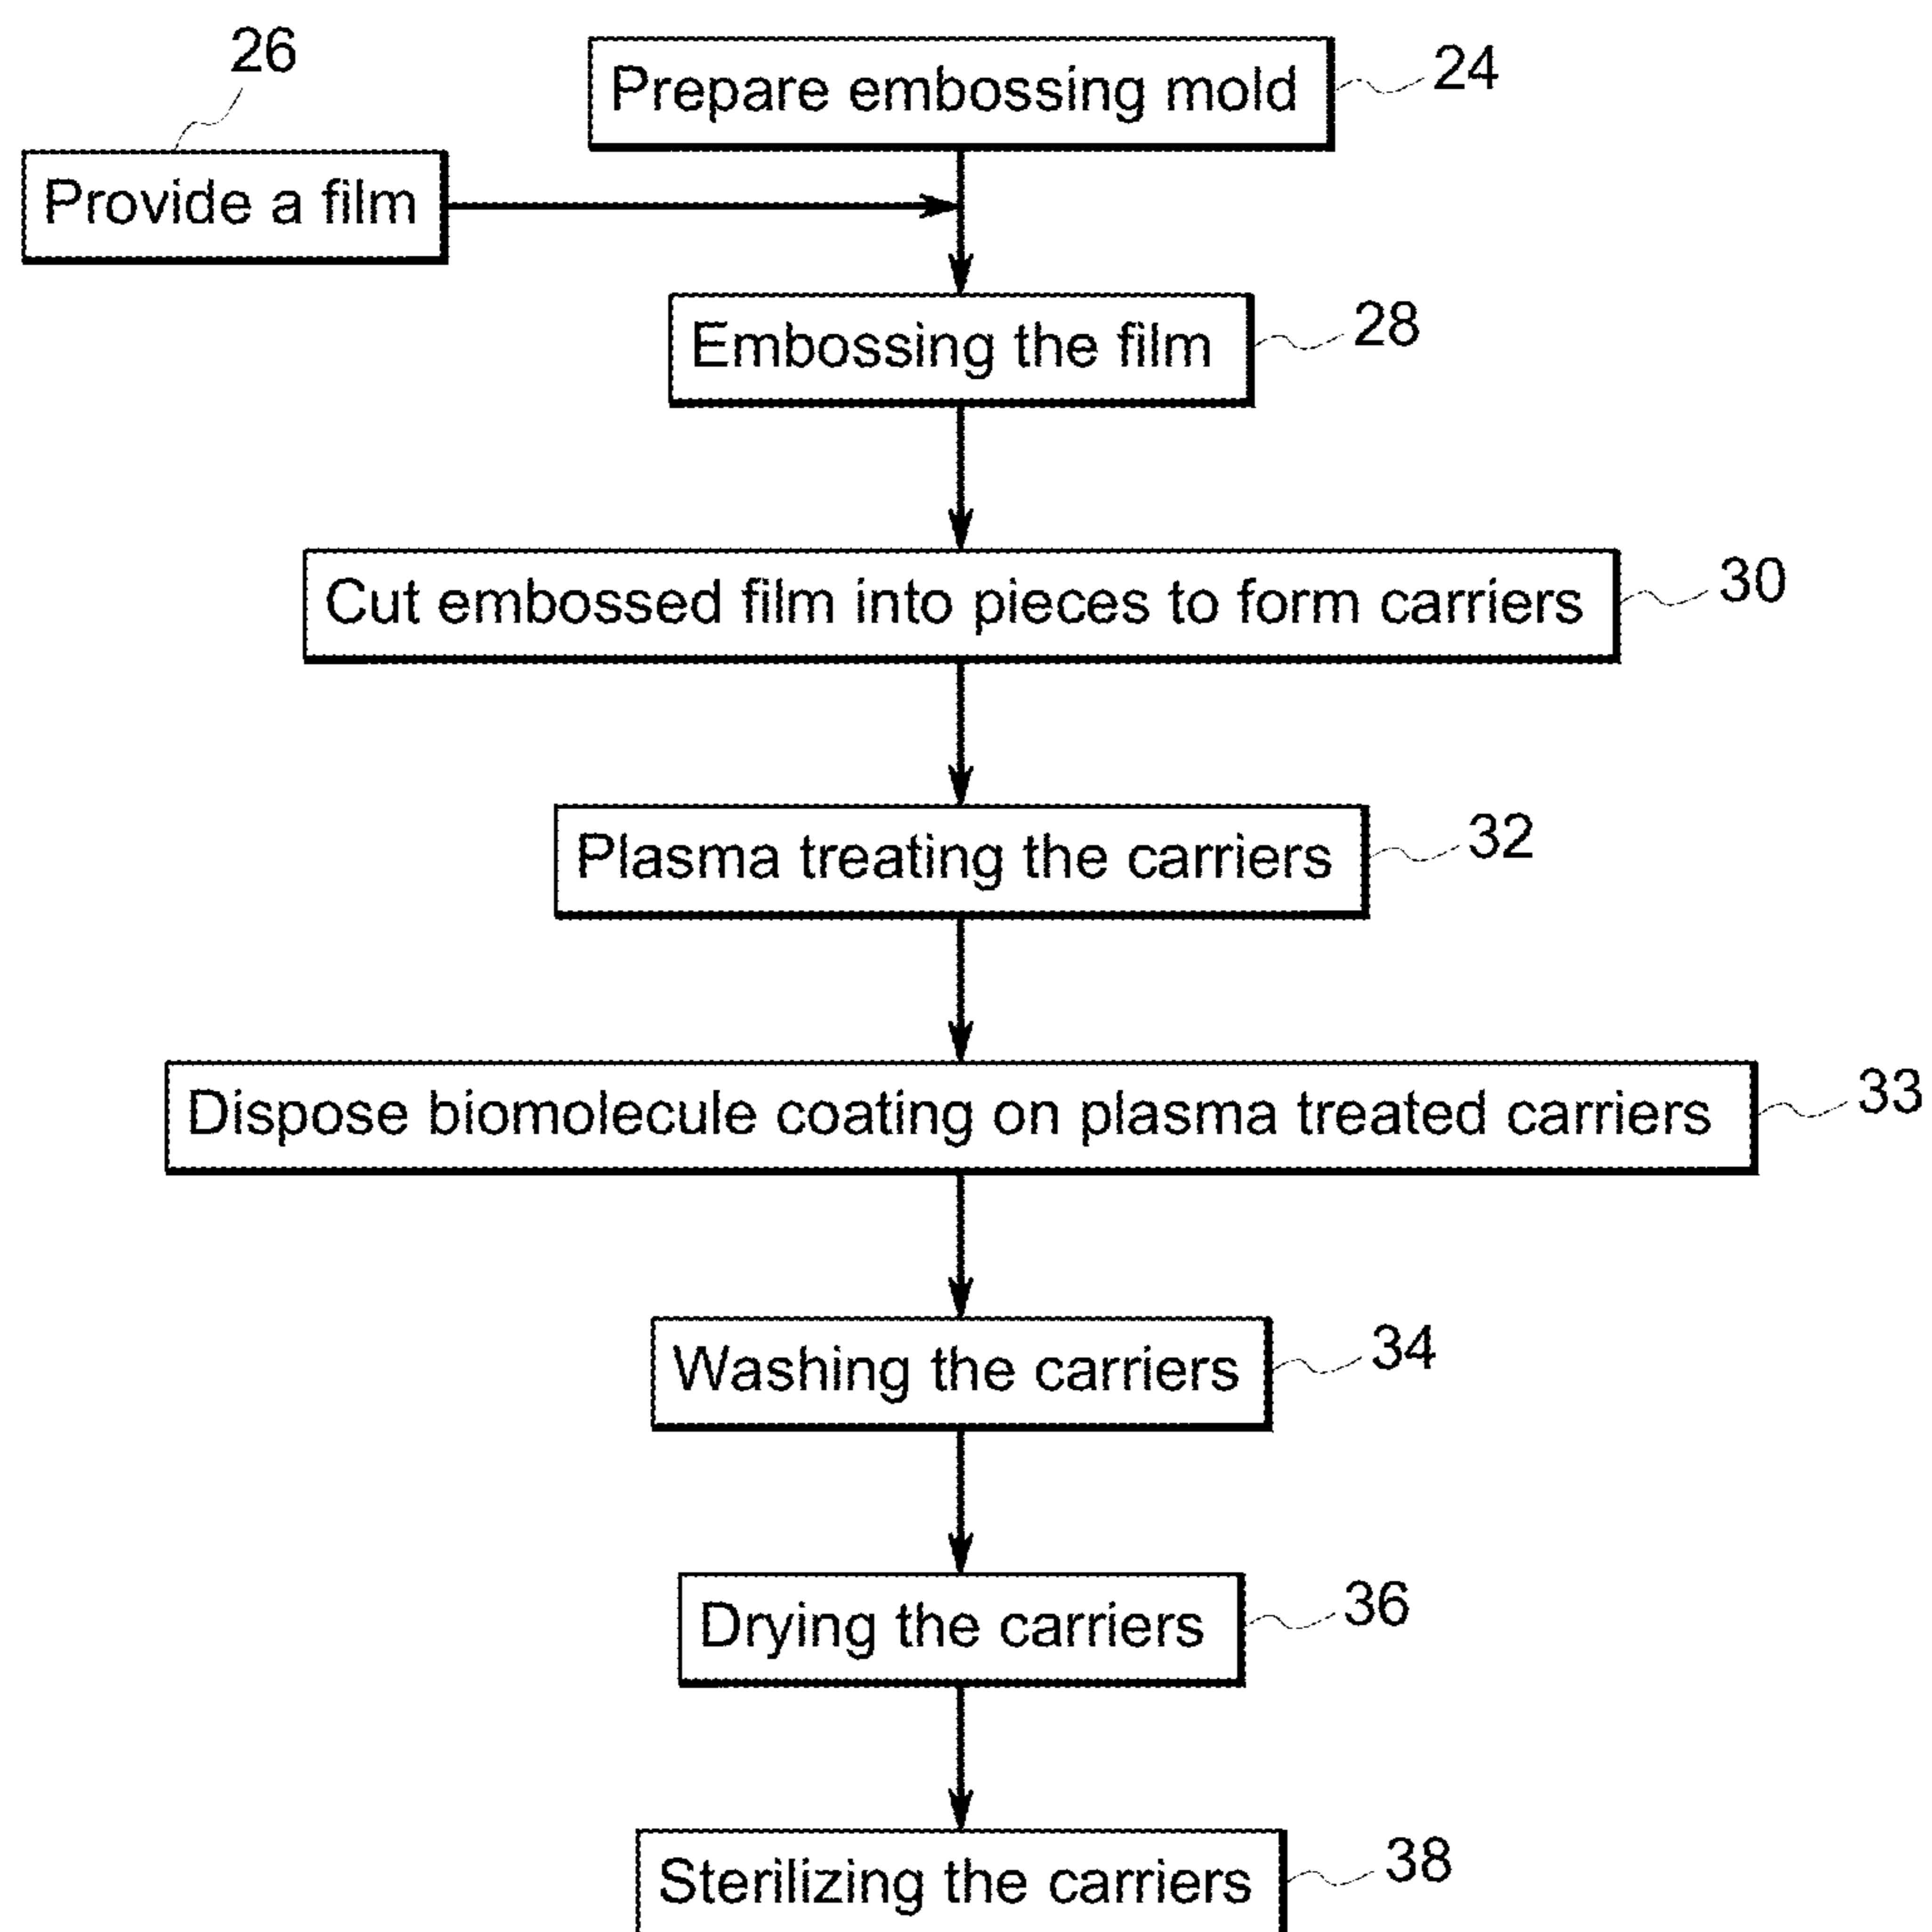 26
Prepare embossing mold 24
Provide a film
Embossing the film 28
Cut embossed film into pieces to form carriers 30
Plasma treating the carriers 32
Dispose biomolecule coating on plasma treated carriers 33
Washing the carriers 34
Drying the carriers 36
Sterilizing the carriers 38